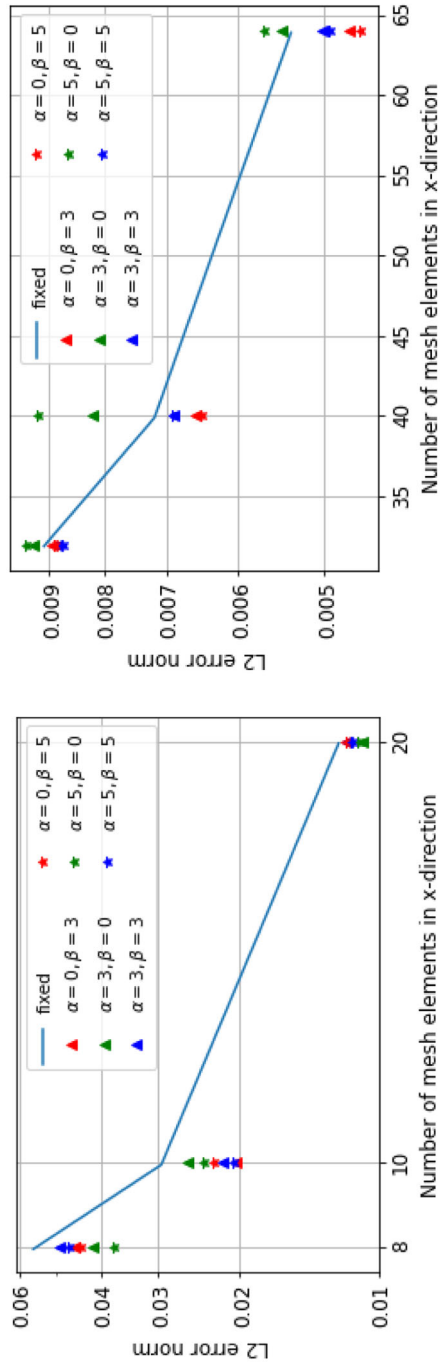 L2 error norm
0.06
0.04
0.03
0.02
0.01
fixed
α = 0, β = 3
α = 3, β = 0
α = 3, β = 3
α = 0, β = 5
α = 5, β = 0
α = 5, β = 5
8
10
20
Number of mesh elements in x-direction
L2 error norm
0.009
0.008
0.007
0.006
0.005
fixed
α = 0, β = 3
α = 3, β = 0
α = 3, β = 3
α = 0, β = 5
α = 5, β = 0
α = 5, β = 5
35
40
45
50
55
60
65
Number of mesh elements in x-direction